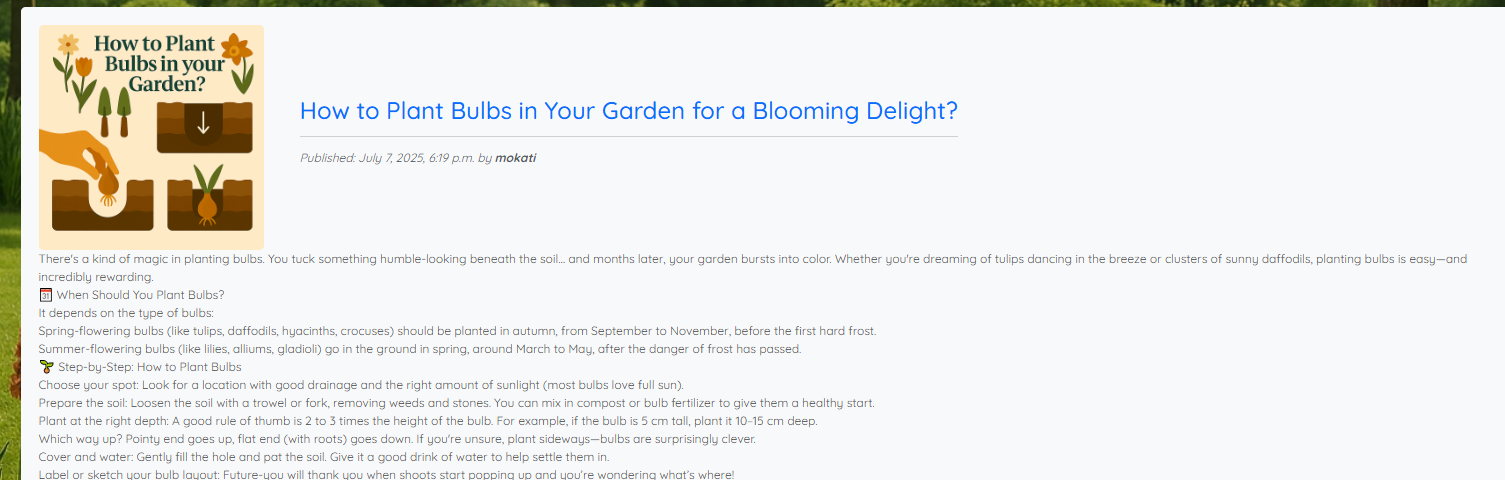 How to Plant
Bulbs in your
Garden?
How to Plant Bulbs in Your Garden for a Blooming Delight?
Published: July 7, 2025, 6:19 p.m. by mokati
There's a kind of magic in planting bulbs. You tuck something humble-looking beneath the soil... and months later, your garden bursts into color. Whether you're dreaming of tulips dancing in the breeze or clusters of sunny daffodils, planting bulbs is easy—and
incredibly rewarding.
📅 When Should You Plant Bulbs?
It depends on the type of bulbs:
Spring-flowering bulbs (like tulips, daffodils, hyacinths, crocuses) should be planted in autumn, from September to November, before the first hard frost.
Summer-flowering bulbs (like lilies, alliums, gladioli) go in the ground in spring, around March to May, after the danger of frost has passed.
🌱 Step-by-Step: How to Plant Bulbs
Choose your spot: Look for a location with good drainage and the right amount of sunlight (most bulbs love full sun).
Prepare the soil: Loosen the soil with a trowel or fork, removing weeds and stones. You can mix in compost or bulb fertilizer to give them a healthy start.
Plant at the right depth: A good rule of thumb is 2 to 3 times the height of the bulb. For example, if the bulb is 5 cm tall, plant it 10–15 cm deep.
Which way up? Pointy end goes up, flat end (with roots) goes down. If you're unsure, plant sideways—bulbs are surprisingly clever.
Cover and water: Gently fill the hole and pat the soil. Give it a good drink of water to help settle them in.
Label or sketch your bulb layout: Future-you will thank you when shoots start popping up and you're wondering what's where!